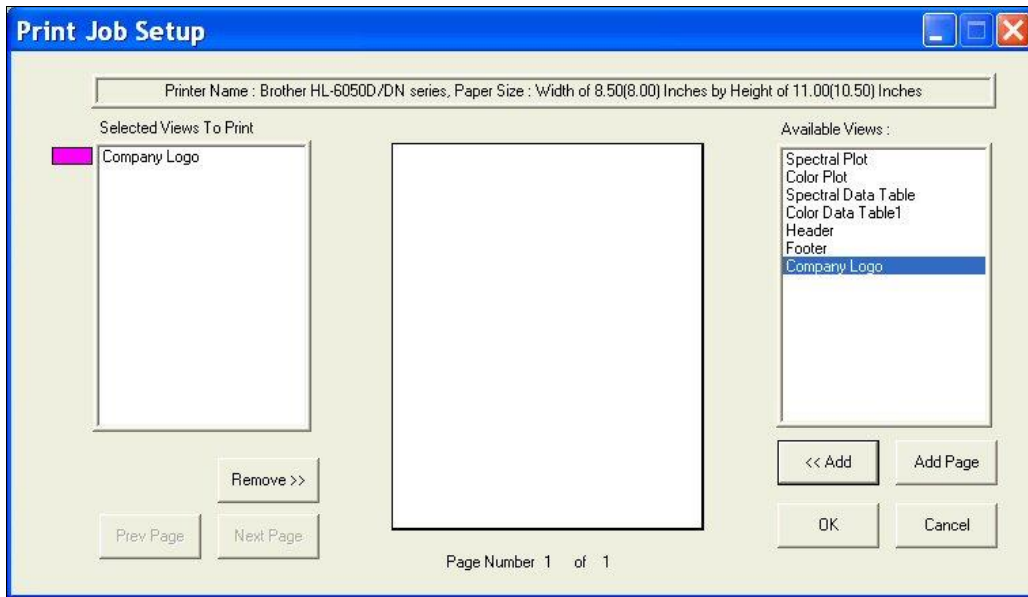 Print Job Setup
Printer Name : Brother HL-6050D/DN series, Paper Size : Width of 8.50(8.00) Inches by Height of 11.00(10.50) Inches
Selected Views To Print
Company Logo
Available Views :
Spectral Plot
Color Plot
Spectral Data Table
Color Data Table1
Header
Footer
Company Logo
Remove >>
Prev Page
Next Page
<< Add
Add Page
OK
Cancel
Page Number 1 of 1